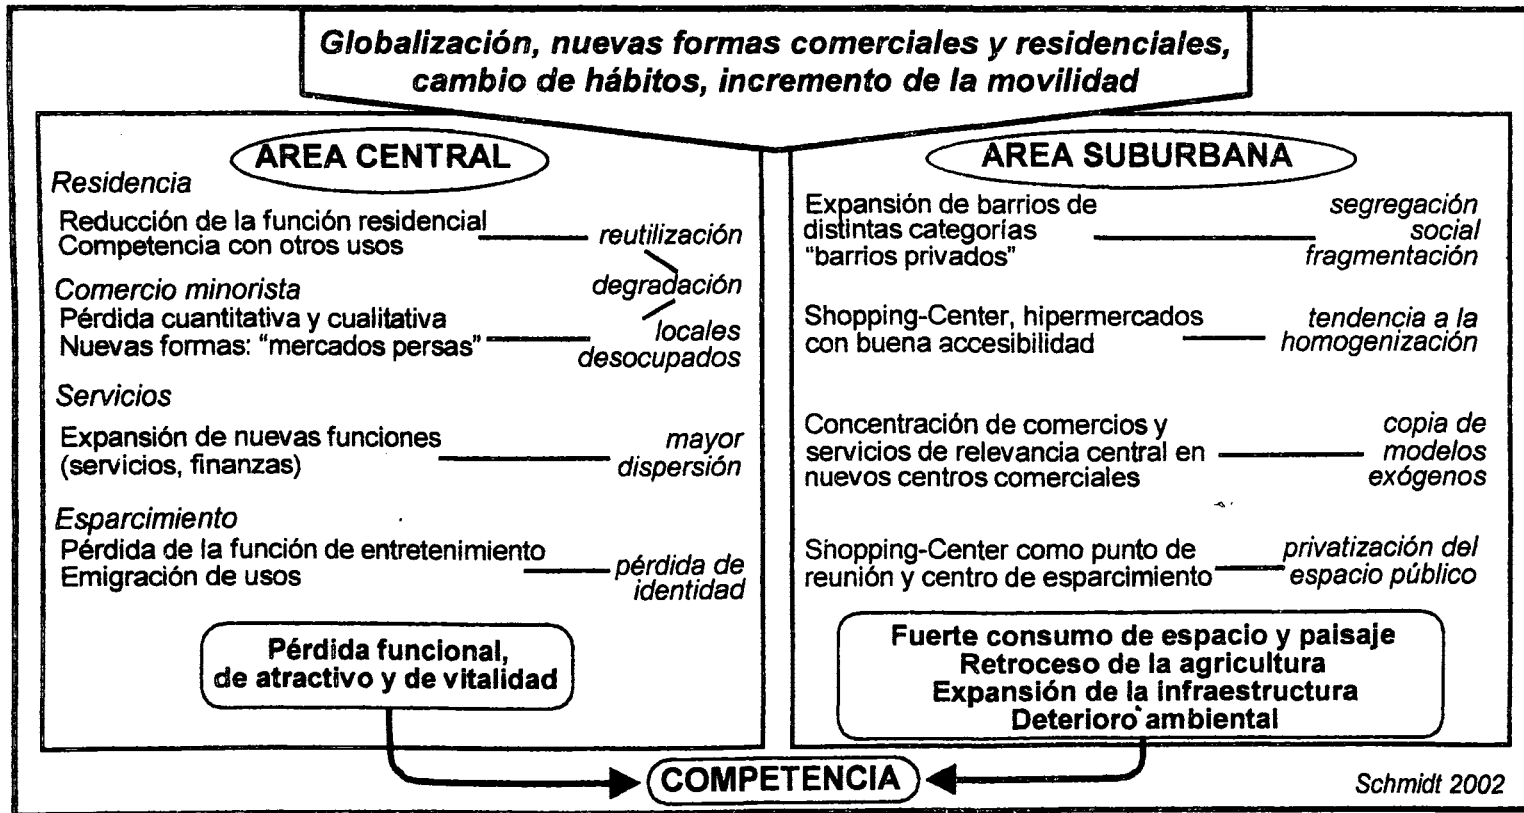 Globalización, nuevas formas comerciales y residenciales,
cambio de hábitos, incremento de la movilidad
AREA CENTRAL
Residencia
Reducción de la función residencial
Competencia con otros usos
reutilización
degradación
Comercio minorista
Pérdida cuantitativa y cualitativa
Nuevas formas: “mercados persas”
locales
desocupados
Servicios
Expansión de nuevas funciones
(servicios, finanzas)
mayor
dispersión
Esparcimiento
Pérdida de la función de entretenimiento
Emigración de usos
pérdida de
identidad
Pérdida funcional,
de atractivo y de vitalidad
AREA SUBURBANA
Expansión de barrios de
distintas categorías
“barrios privados”
segregación
social
fragmentación
Shopping-Center, hipermercados
con buena accesibilidad
tendencia a la
homogenización
Concentración de comercios y
servicios de relevancia central en
nuevos centros comerciales
copia de
modelos
exógenos
Shopping-Center como punto de
reunión y centro de esparcimiento
privatización del
espacio público
Fuerte consumo de espacio y paisaje
Retroceso de la agricultura
Expansión de la infraestructura
Deterioro ambiental
COMPETENCIA
Schmidt 2002